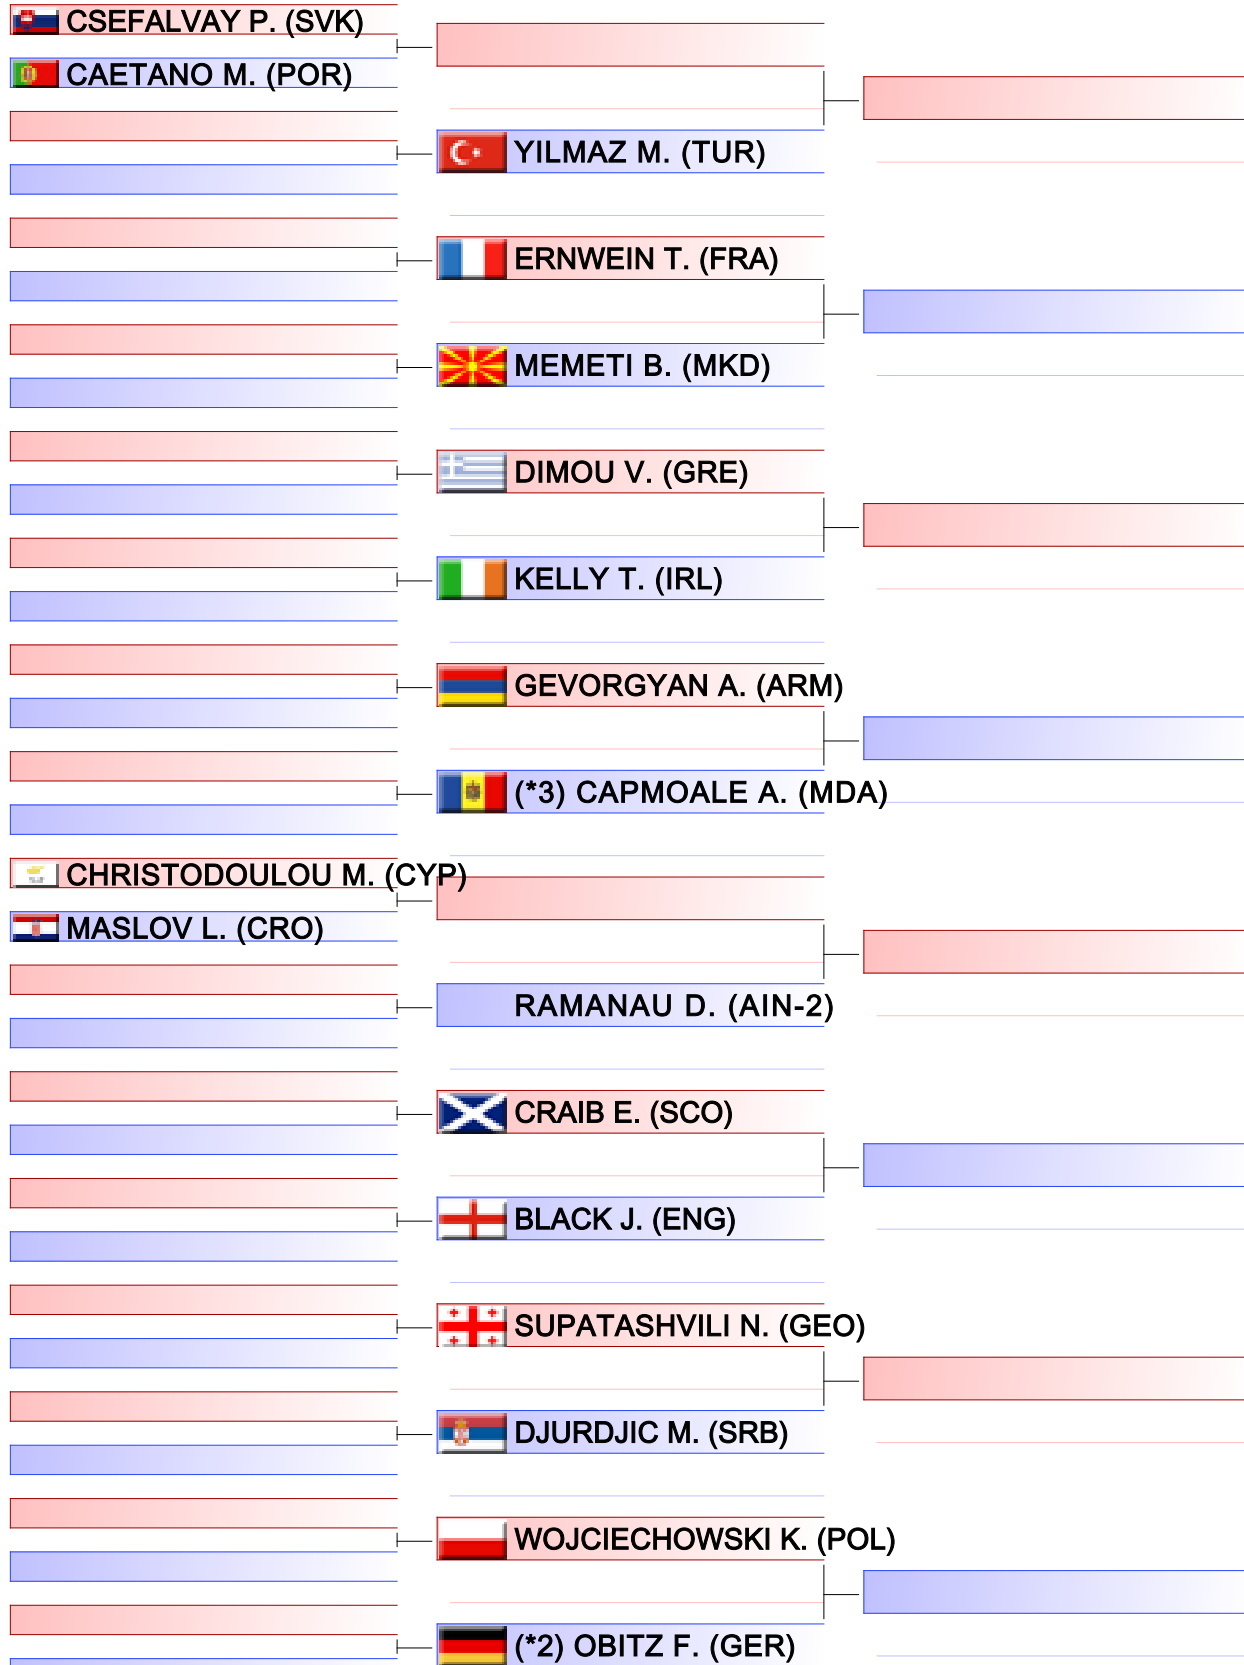 CSEFALVAY P. (SVK)
CAETANO M. (POR)
YILMAZ M. (TUR)
ERNWEIN T. (FRA)
MEMETI B. (MKD)
DIMOU V. (GRE)
KELLY T. (IRL)
GEVORGYAN A. (ARM)
(*3) CAPMOALE A. (MDA)
CHRISTODOULOU M. (CYP)
MASLOV L. (CRO)
RAMANAU D. (AIN-2)
CRAIB E. (SCO)
BLACK J. (ENG)
SUPATASHVILI N. (GEO)
DJURDJIC M. (SRB)
WOJCIECHOWSKI K. (POL)
(*2) OBITZ F. (GER)